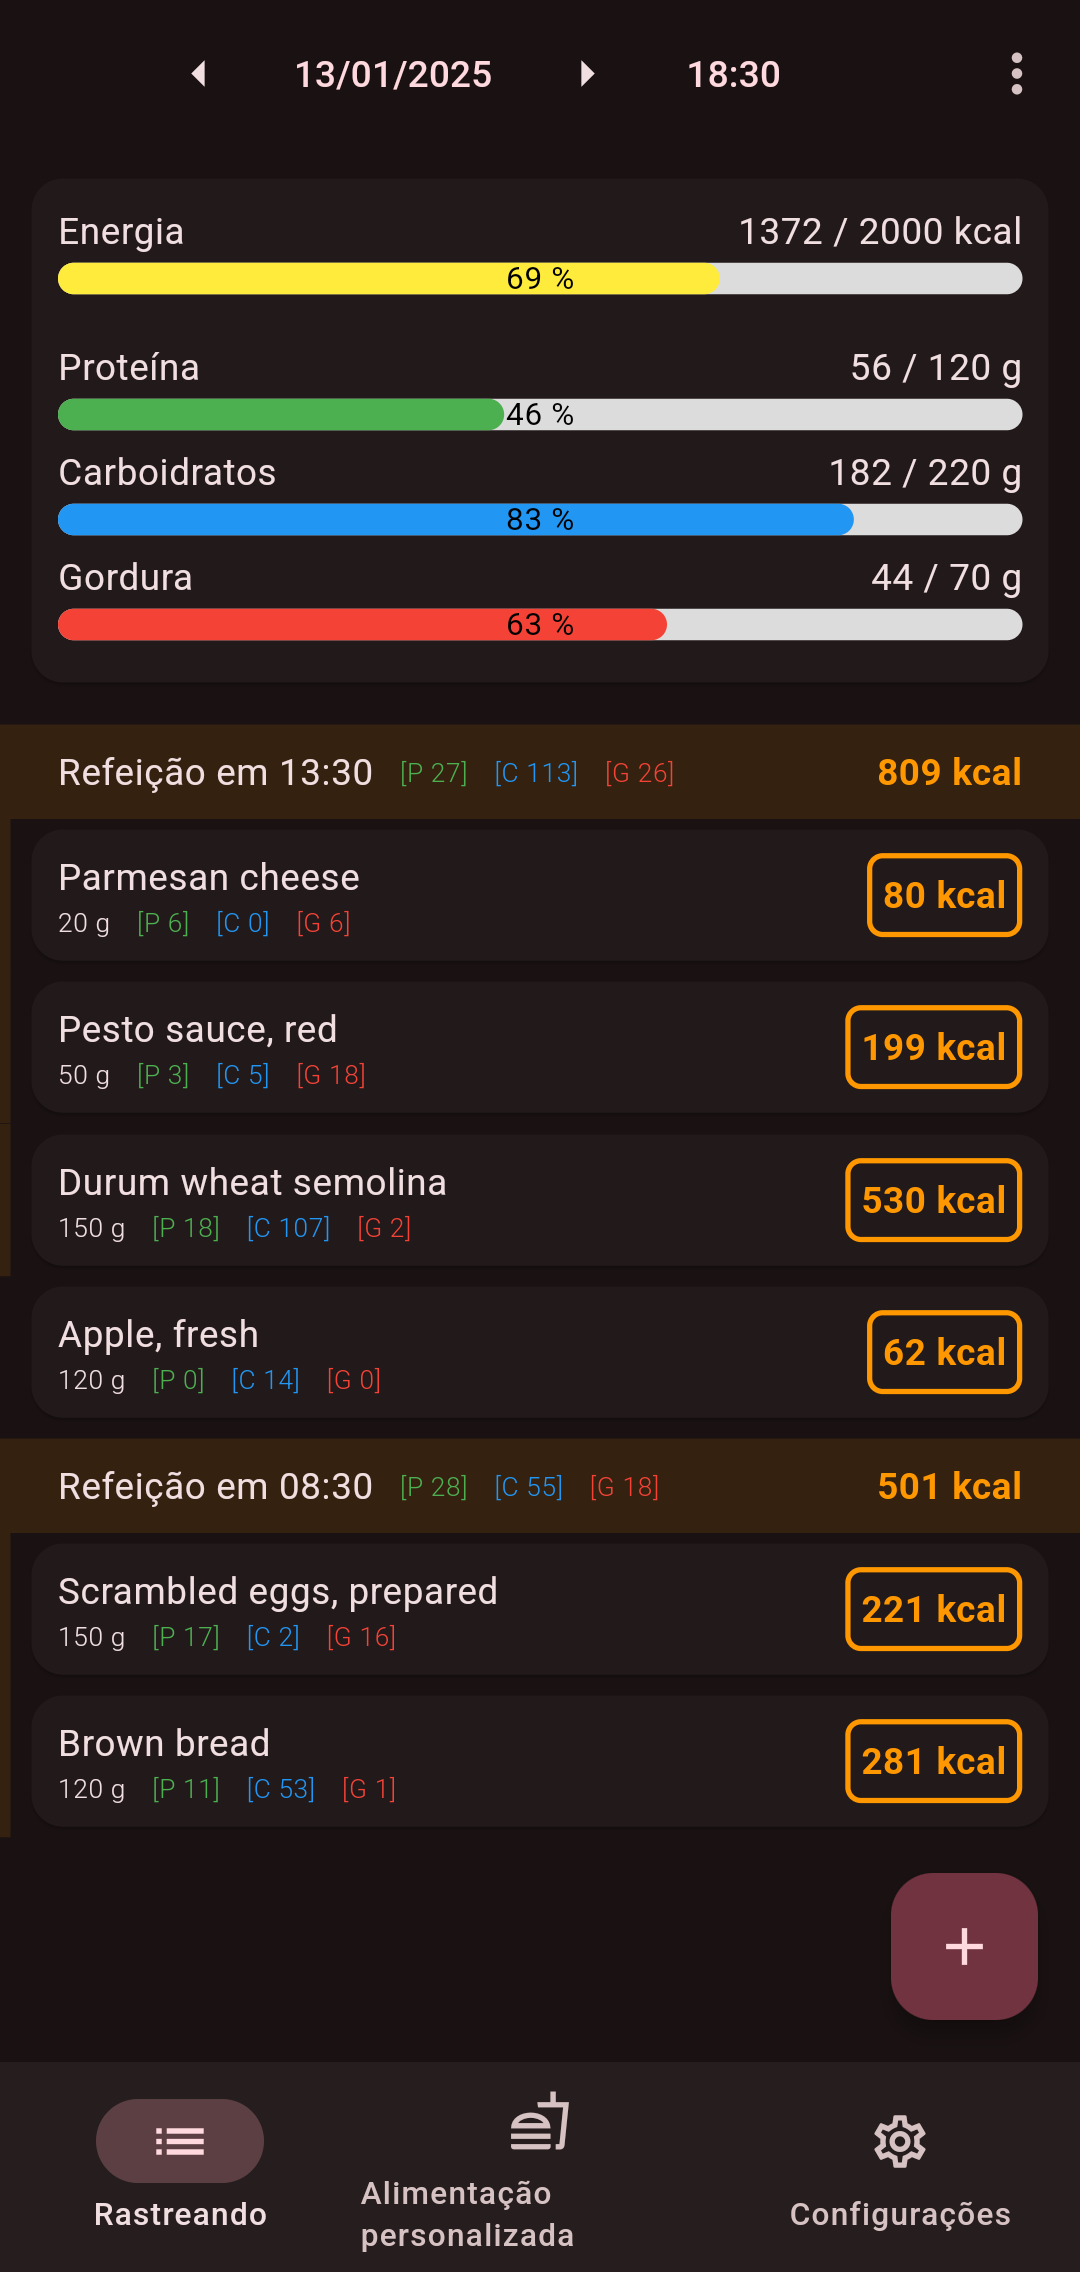 13/01/2025 18:30
Energia 1372 / 2000 kcal
69 %
Proteína 56 / 120 g
46 %
Carboidratos 182 / 220 g
83 %
Gordura 44 / 70 g
63 %
Refeição em 13:30 [P 27] [C 113] [G 26] 809 kcal
Parmesan cheese
20 g [P 6] [C 0] [G 6]
80 kcal
Pesto sauce, red
50 g [P 3] [C 5] [G 18]
199 kcal
Durum wheat semolina
150 g [P 18] [C 107] [G 2]
530 kcal
Apple, fresh
120 g [P 0] [C 14] [G 0]
62 kcal
Refeição em 08:30 [P 28] [C 55] [G 18] 501 kcal
Scrambled eggs, prepared
150 g [P 17] [C 2] [G 16]
221 kcal
Brown bread
120 g [P 11] [C 53] [G 1]
281 kcal
Rastreando
Alimentação
personalizada
Configurações